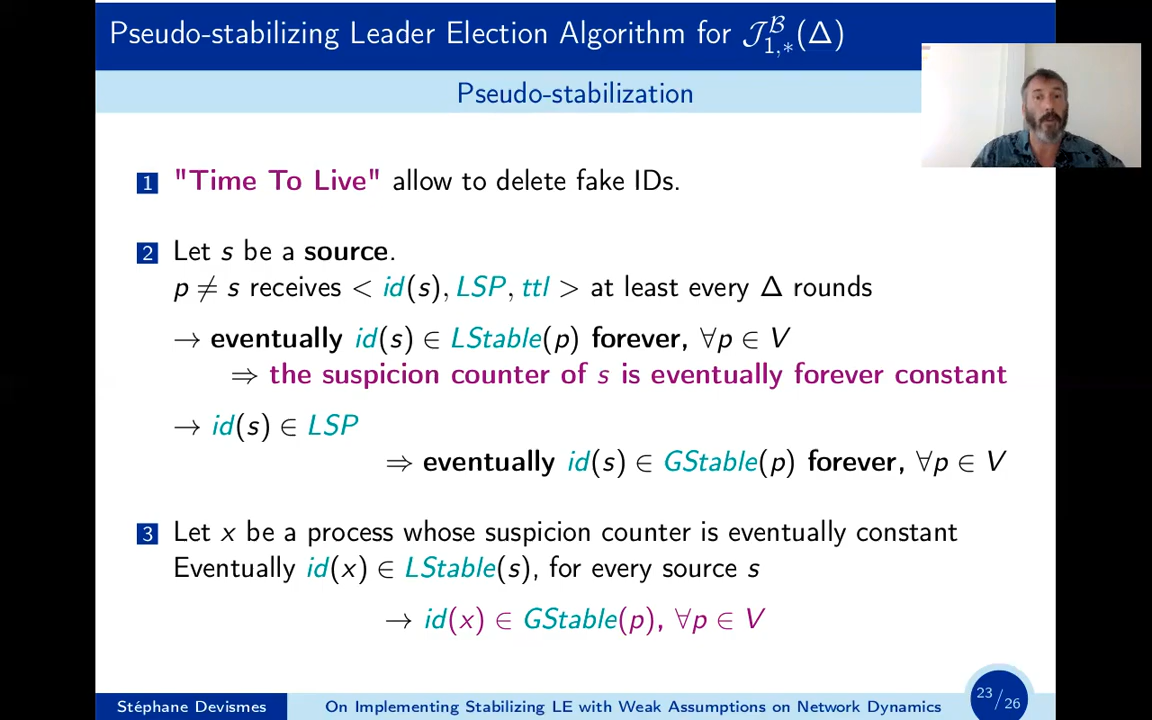 Pseudo-stabilizing Leader Election Algorithm for 𝒥^ℬ_{1,*}(Δ)
Pseudo-stabilization
1 "Time To Live" allow to delete fake IDs.
2 Let s be a source.
p ≠ s receives < id(s), LSP, ttl > at least every Δ rounds
→ eventually id(s) ∈ LStable(p) forever, ∀p ∈ V
⇒ the suspicion counter of s is eventually forever constant
→ id(s) ∈ LSP
⇒ eventually id(s) ∈ GStable(p) forever, ∀p ∈ V
3 Let x be a process whose suspicion counter is eventually constant
Eventually id(x) ∈ LStable(s), for every source s
→ id(x) ∈ GStable(p), ∀p ∈ V
Stéphane Devismes On Implementing Stabilizing LE with Weak Assumptions on Network Dynamics 23/26